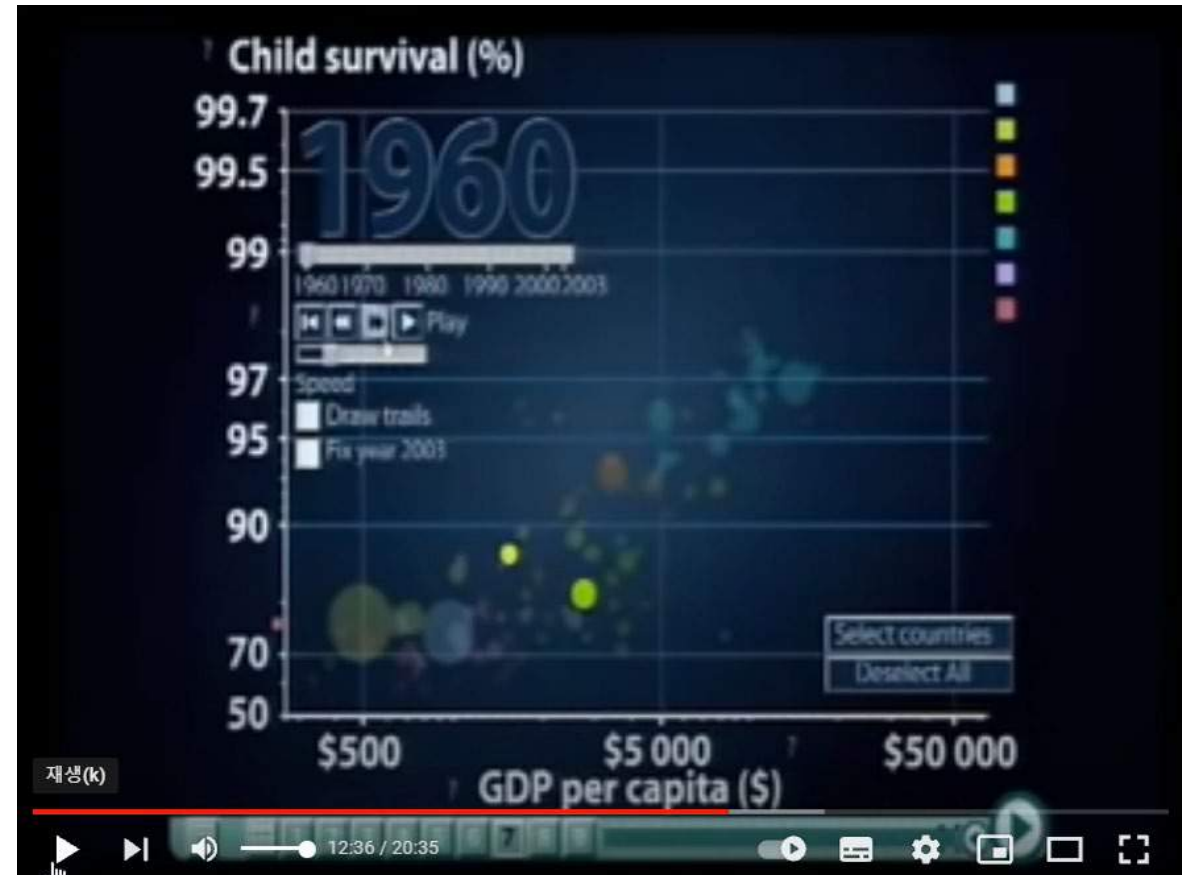 Child survival (%)
99.7
1960
99.5
99
1960 1970 1980 1990 2000 2003
Play
97
Speed
Draw trails
95
Fix year 2003
90
Select countries
70
Deselect All
50
$500 $5 000 $50 000
GDP per capita ($)
재생(k)
7
12:36 / 20:35